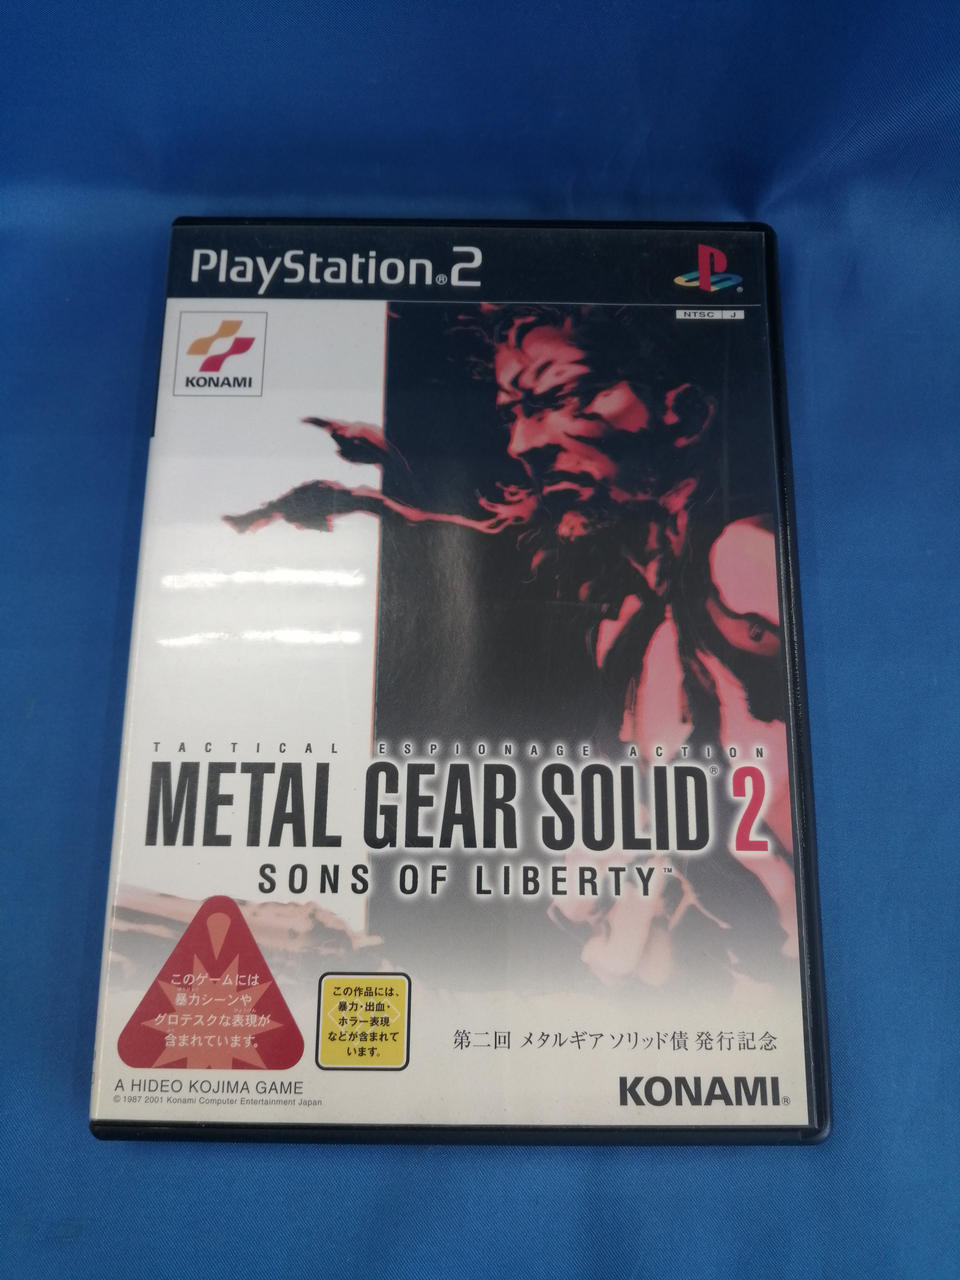 PlayStation®2
NTSC J
KONAMI
TACTICAL ESPIONAGE ACTION
METAL GEAR SOLID® 2
SONS OF LIBERTY™
このゲームには
暴力シーンや
グロテスクな表現が
含まれています。
この作品には、
暴力・出血・
ホラー表現
などが含まれて
います。
第二回 メタルギア ソリッド債 発行記念
A HIDEO KOJIMA GAME
© 1987 2001 Konami Computer Entertainment Japan
KONAMI®